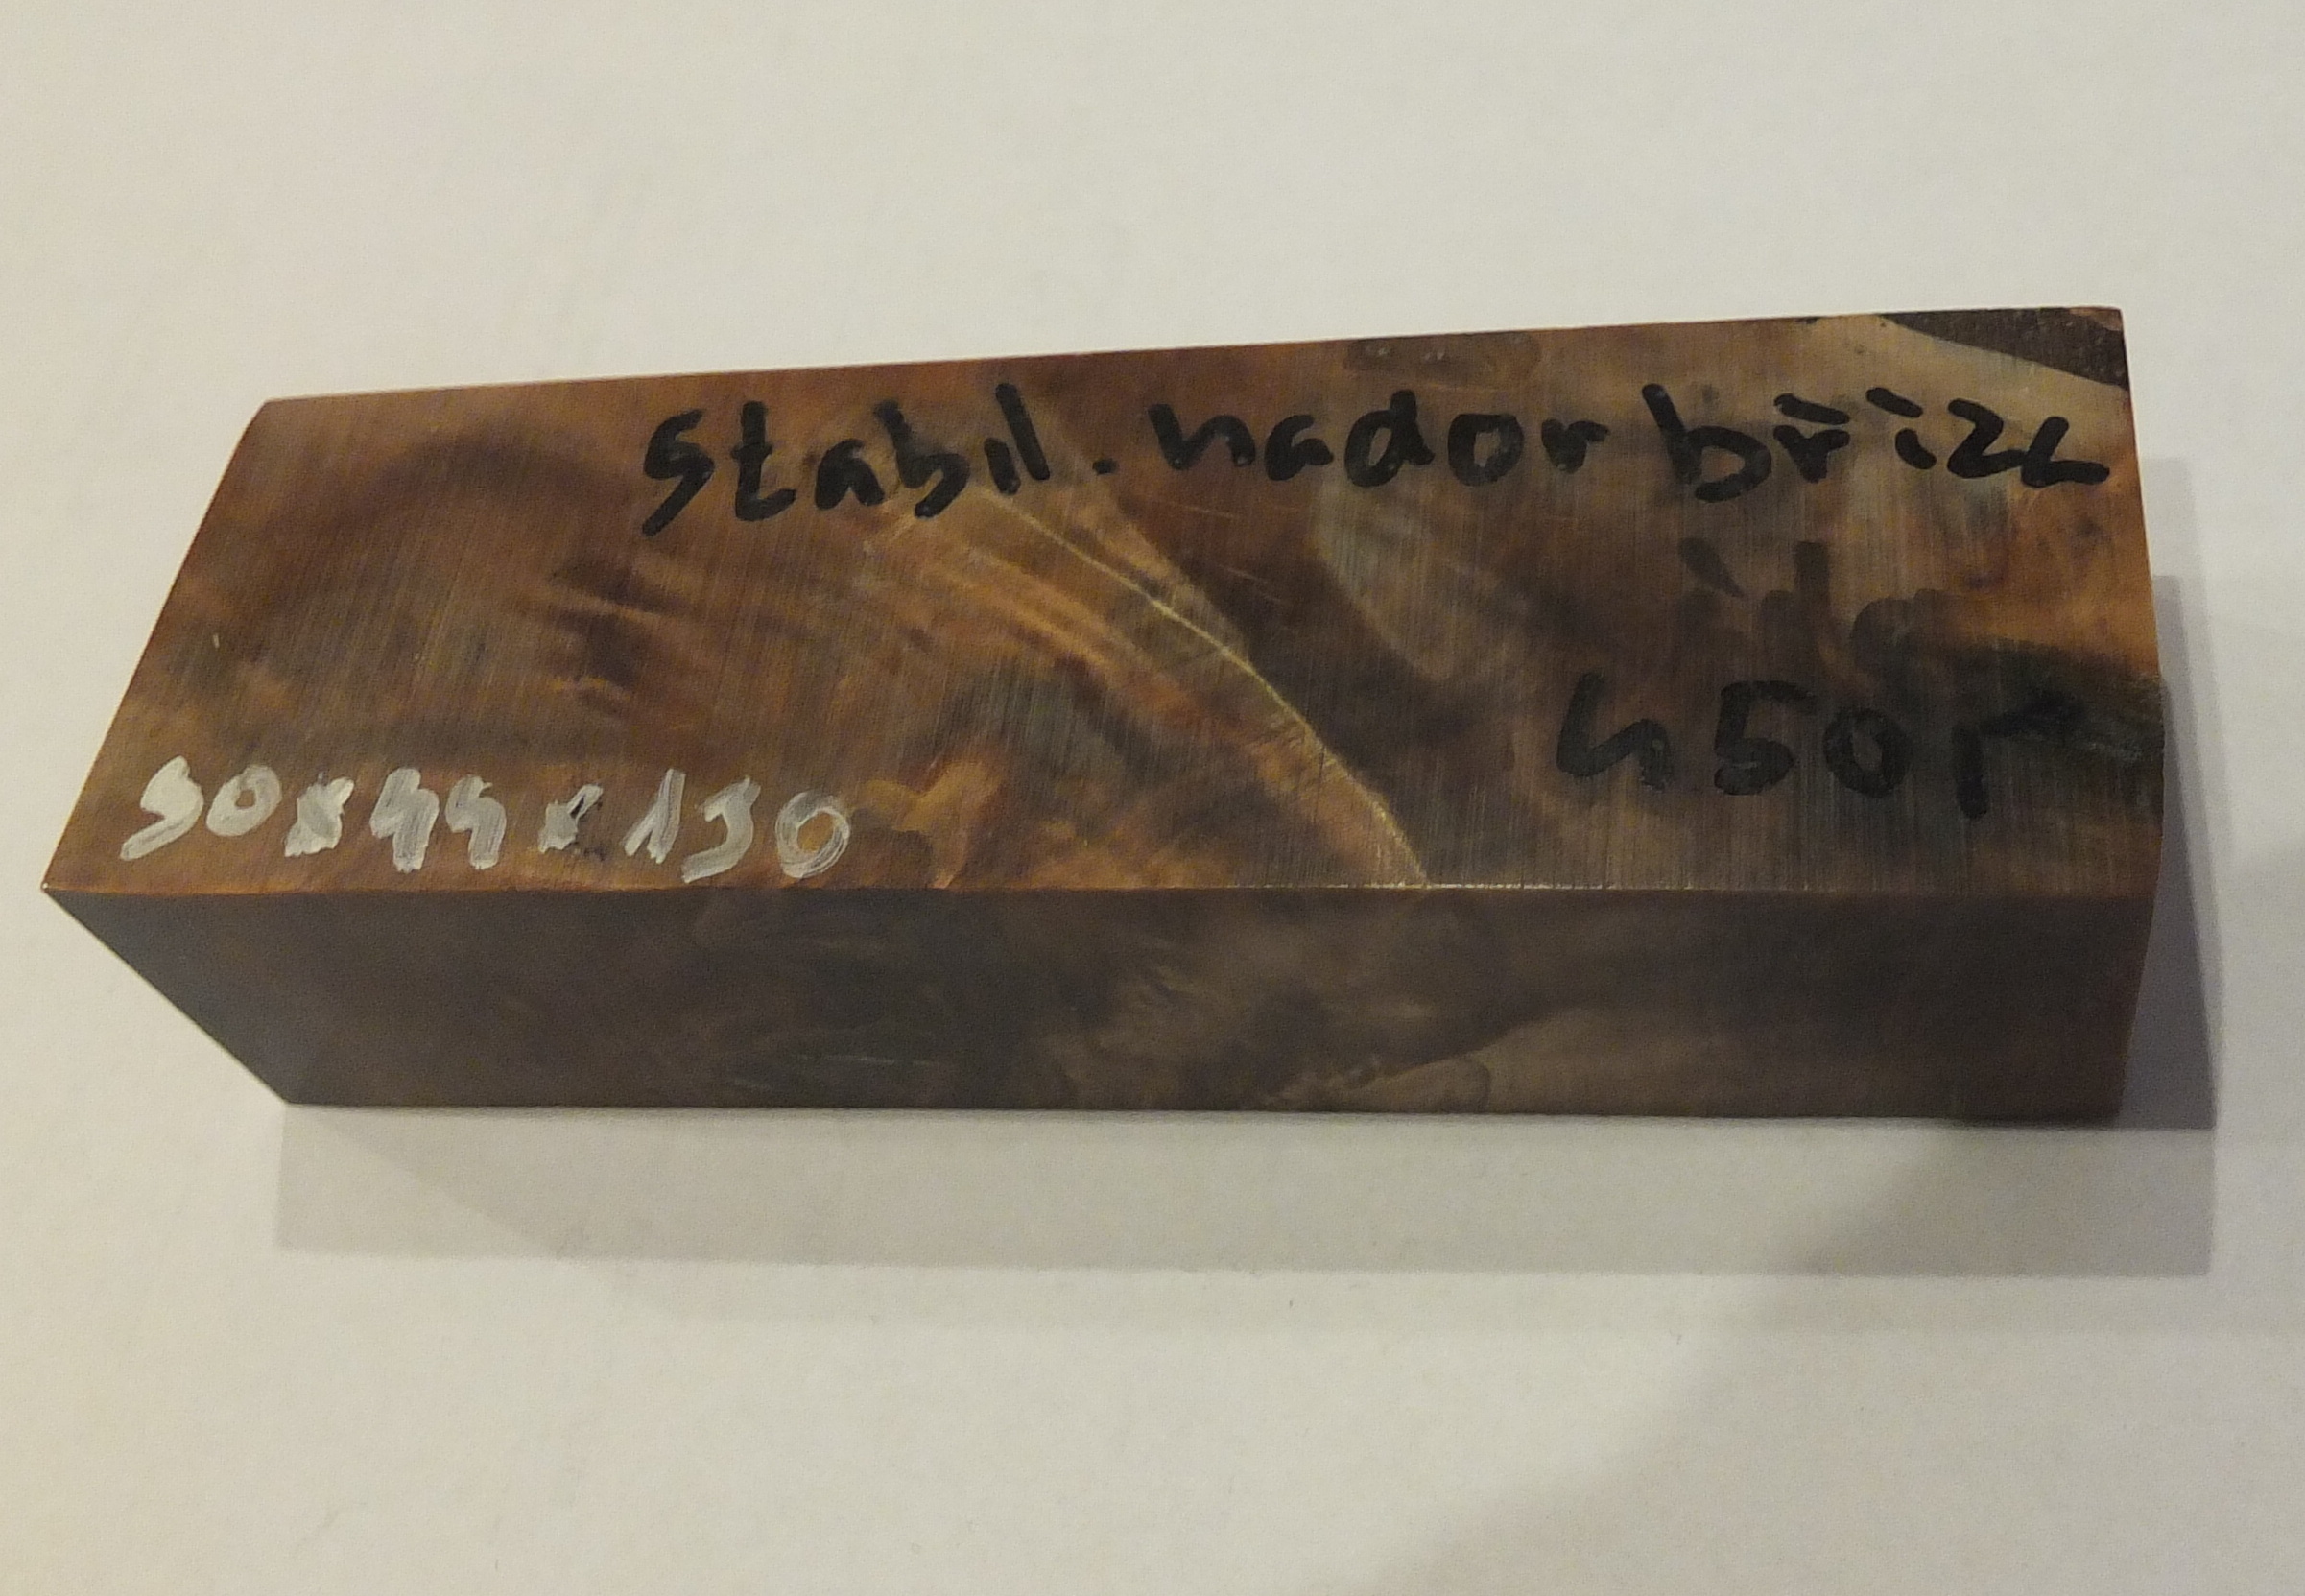 stabil. nador bříza
450,-
30x44x130